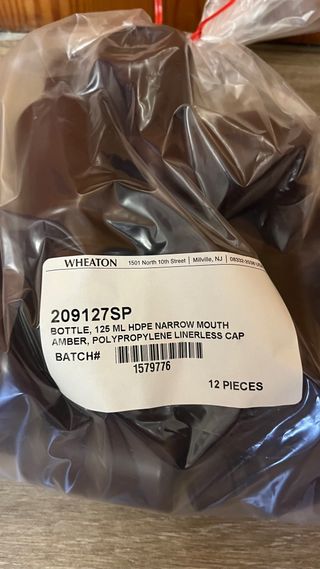 WHEATON 1501 North 10th Street | Millville, NJ |
209127SP
BOTTLE, 125 ML HDPE NARROW MOUTH
AMBER, POLYPROPYLENE LINERLESS CAP
BATCH#
1579776
12 PIECES